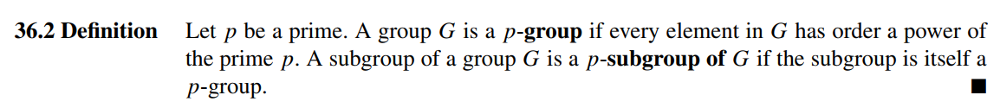 36.2 Definition Let p be a prime. A group G is a p-group if every element in G has order a power of
the prime p. A subgroup of a group G is a p-subgroup of G if the subgroup is itself a
p-group. ■